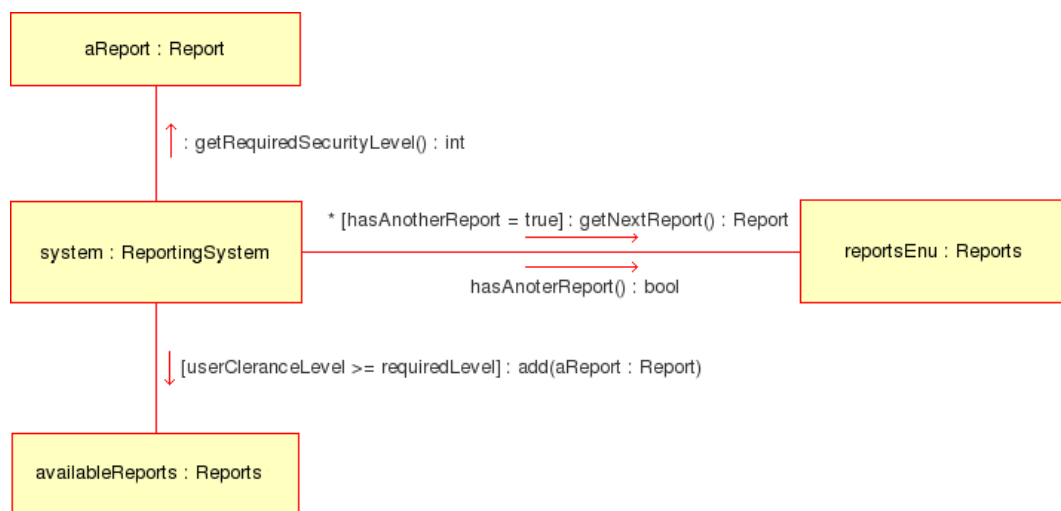 aReport : Report
: getRequiredSecurityLevel() : int
* [hasAnotherReport = true] : getNextReport() : Report
system : ReportingSystem
reportsEnu : Reports
hasAnoterReport() : bool
[userCleranceLevel >= requiredLevel] : add(aReport : Report)
availableReports : Reports